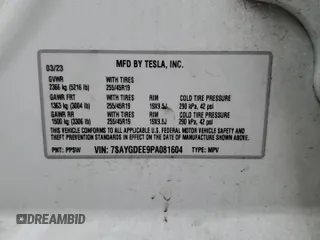 03/23 MFD BY TESLA, INC.
GVWR WITH TIRES
2366 kg (5216 lb) 255/45R19
GAWR FRT WITH TIRES RIM COLD TIRE PRESSURE
1363 kg (3004 lb) 255/45R19 19X9.5J 290 kPa, 42 psi
GAWR RR WITH TIRES RIM COLD TIRE PRESSURE
1500 kg (3306 lb) 255/45R19 19X9.5J 290 kPa, 42 psi
THIS VEHICLE CONFORMS TO ALL APPLICABLE U.S. FEDERAL MOTOR VEHICLE
SAFETY, BUMPER AND THEFT PREVENTION STANDARDS IN EFFECT ON THE DATE
OF MANUFACTURE SHOWN ABOVE.
PNT: PPSW VIN: 7SAYGDEE9PA081604 TYPE: MPV
DREAMBID